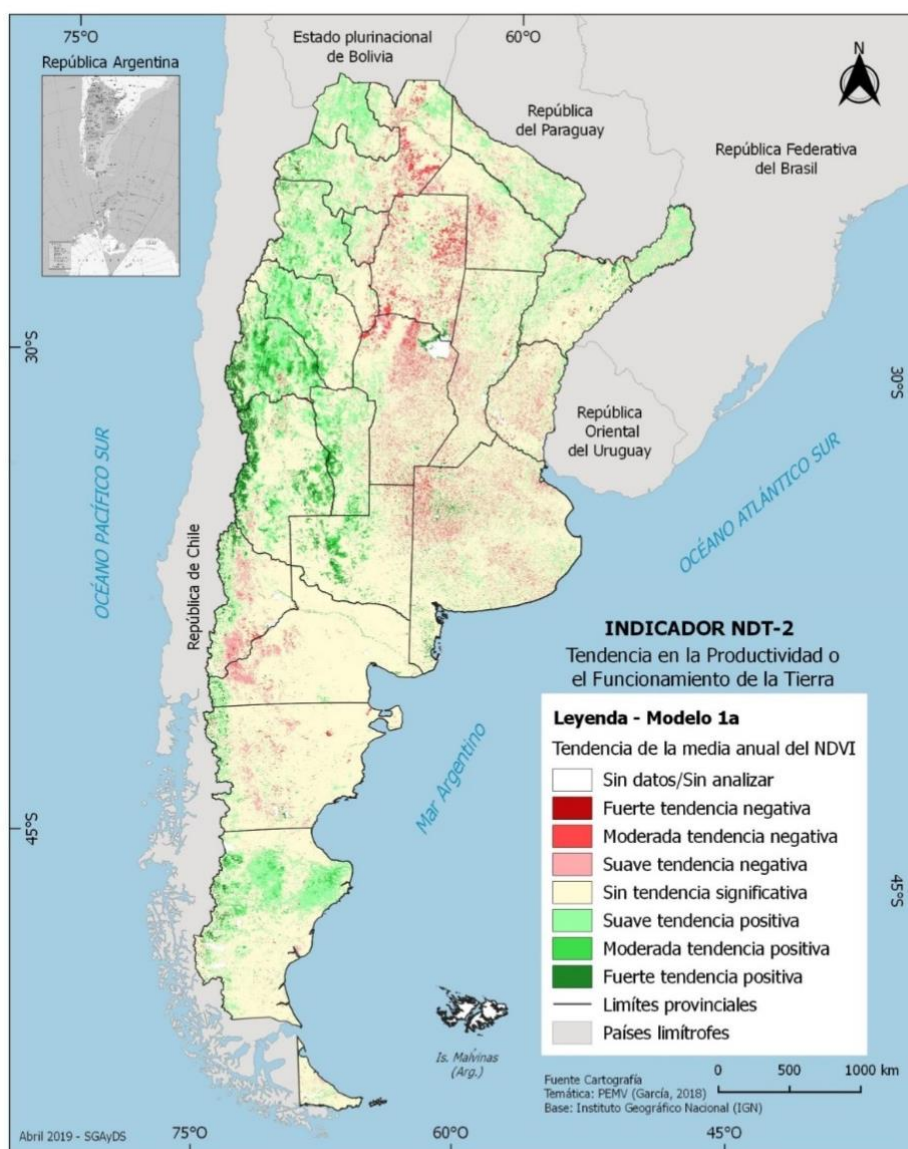 75°O
60°O
Estado plurinacional
de Bolivia
República Argentina
N
República
del Paraguay
República Federativa
del Brasil
30°S
30°S
República
Oriental
del Uruguay
OCÉANO PACÍFICO SUR
República de Chile
OCÉANO ATLÁNTICO SUR
Mar Argentino
INDICADOR NDT-2
Tendencia en la Productividad o
el Funcionamiento de la Tierra
Leyenda - Modelo 1a
Tendencia de la media anual del NDVI
Sin datos/Sin analizar
Fuerte tendencia negativa
Moderada tendencia negativa
Suave tendencia negativa
Sin tendencia significativa
Suave tendencia positiva
Moderada tendencia positiva
Fuerte tendencia positiva
Limítes provinciales
Países limítrofes
45°S
45°S
Is. Malvinas
(Arg.)
0 500 1000 km
Fuente Cartografía
Temática: PEMV (García, 2018)
Base: Instituto Geográfico Nacional (IGN)
Abril 2019 - SGAyDS
75°O
60°O
45°O